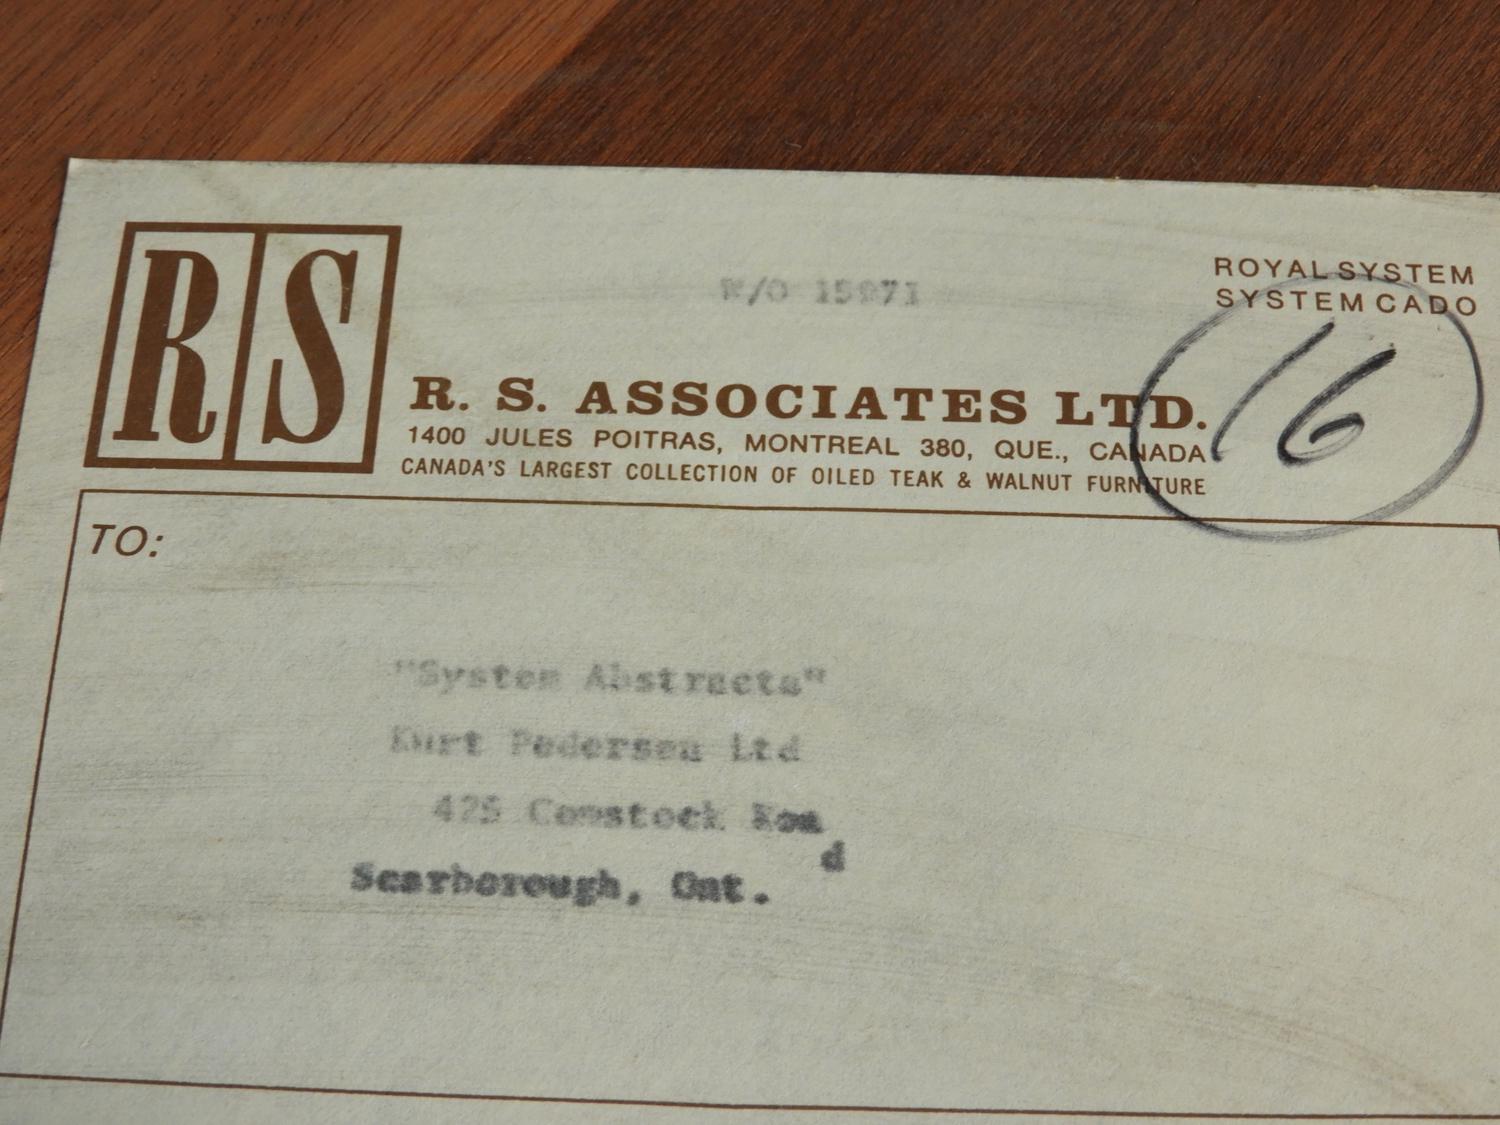 RS
W/O 15971
ROYAL SYSTEM
SYSTEM CADO
16
R. S. ASSOCIATES LTD.
1400 JULES POITRAS, MONTREAL 380, QUE., CANADA
CANADA'S LARGEST COLLECTION OF OILED TEAK & WALNUT FURNITURE
TO:
"System Abstracts"
Kurt Pedersen Ltd
425 Comstock Road
Scarborough, Ont.